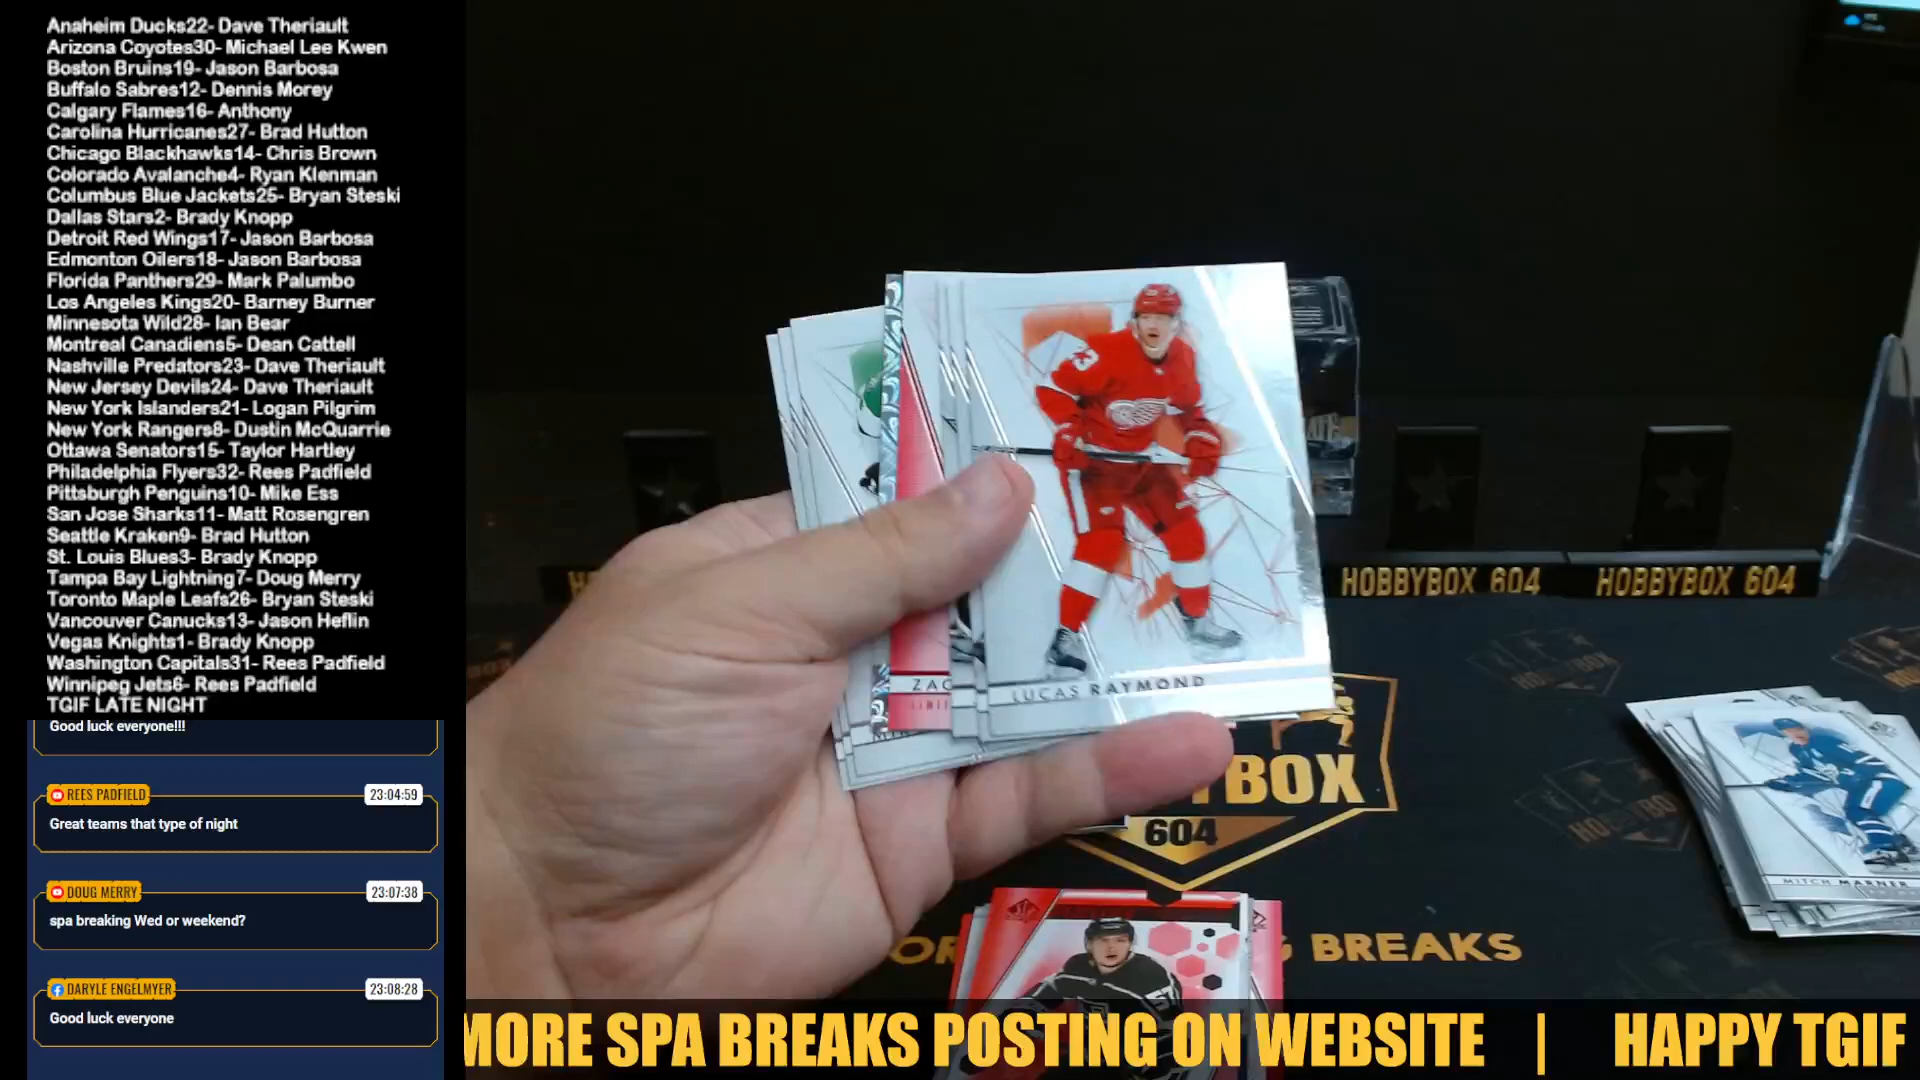 Anaheim Ducks22- Dave Theriault
Arizona Coyotes30- Michael Lee Kwen
Boston Bruins19- Jason Barbosa
Buffalo Sabres12- Dennis Morey
Calgary Flames16- Anthony
Carolina Hurricanes27- Brad Hutton
Chicago Blackhawks14- Chris Brown
Colorado Avalanche4- Ryan Klenman
Columbus Blue Jackets25- Bryan Steski
Dallas Stars2- Brady Knopp
Detroit Red Wings17- Jason Barbosa
Edmonton Oilers18- Jason Barbosa
Florida Panthers29- Mark Palumbo
Los Angeles Kings20- Barney Burner
Minnesota Wild28- Ian Bear
Montreal Canadiens5- Dean Cattell
Nashville Predators23- Dave Theriault
New Jersey Devils24- Dave Theriault
New York Islanders21- Logan Pilgrim
New York Rangers8- Dustin McQuarrie
Ottawa Senators15- Taylor Hartley
Philadelphia Flyers32- Rees Padfield
Pittsburgh Penguins10- Mike Ess
San Jose Sharks11- Matt Rosengren
Seattle Kraken9- Brad Hutton
St. Louis Blues3- Brady Knopp
Tampa Bay Lightning7- Doug Merry
Toronto Maple Leafs26- Bryan Steski
Vancouver Canucks13- Jason Heflin
Vegas Knights1- Brady Knopp
Washington Capitals31- Rees Padfield
Winnipeg Jets6- Rees Padfield
TGIF LATE NIGHT
Good luck everyone!!!
REES PADFIELD 23:04:59
Great teams that type of night
DOUG MERRY 23:07:38
spa breaking Wed or weekend?
DARYLE ENGELMYER 23:08:28
Good luck everyone
LUCAS RAYMOND
ZAC
HOBBYBOX 604
HOBBYBOX 604
BOX
604
BREAKS
MITCH MARNER
MORE SPA BREAKS POSTING ON WEBSITE | HAPPY TGIF